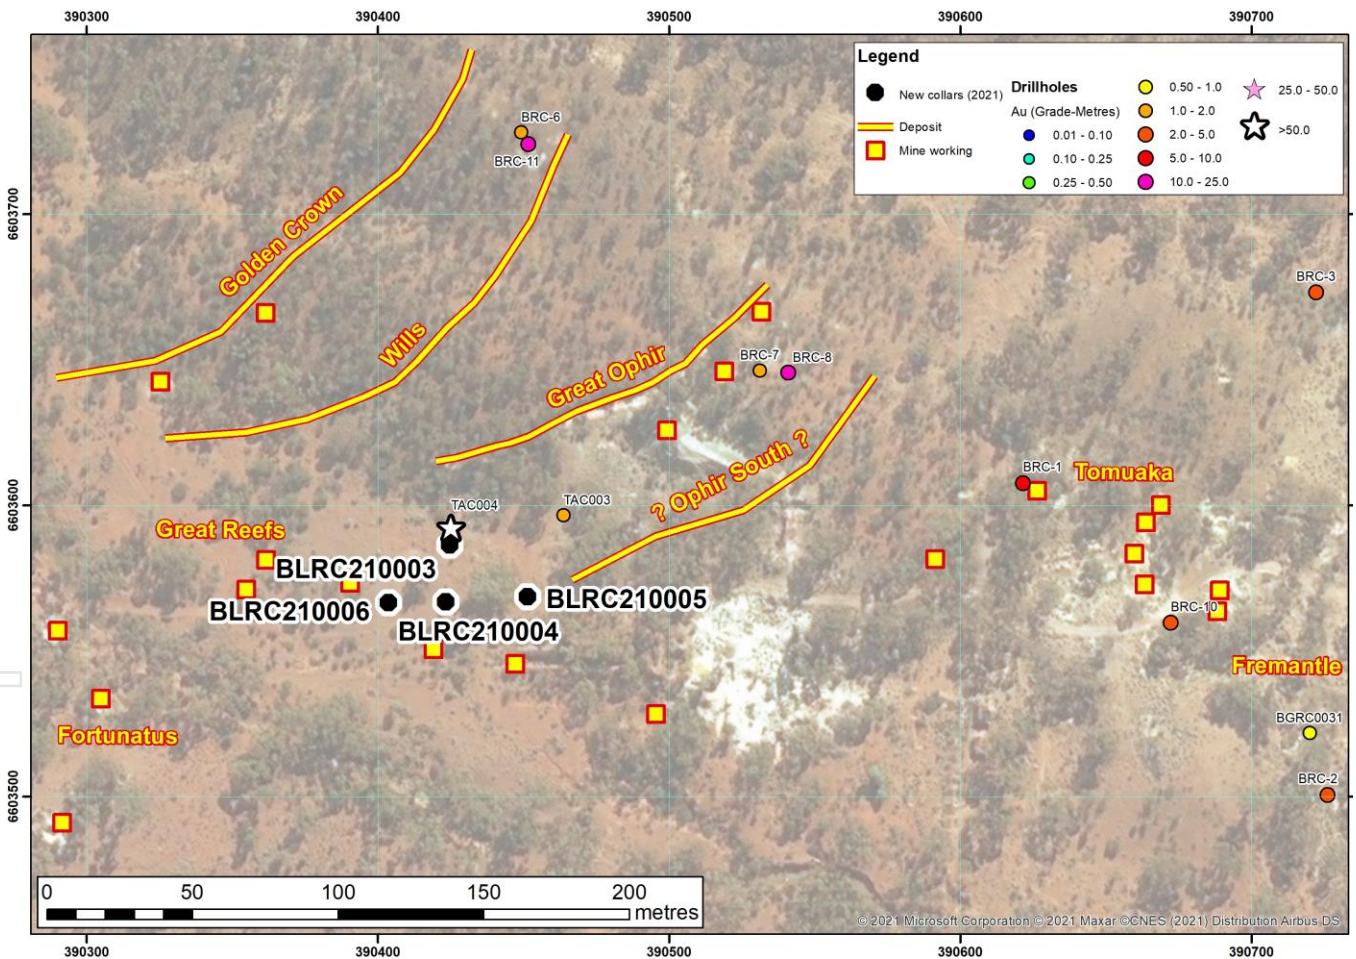 390300 390400 390500 390600 390700
Legend
New collars (2021)
Deposit
Mine working
Drillholes
Au (Grade-Metres)
0.01 - 0.10
0.10 - 0.25
0.25 - 0.50
0.50 - 1.0
1.0 - 2.0
2.0 - 5.0
5.0 - 10.0
10.0 - 25.0
25.0 - 50.0
>50.0
BRC-6
BRC-11
6603700
Golden Crown
BRC-3
Wills
Great Ophir
BRC-7
BRC-8
? Ophir South ?
BRC-1
Tomuaka
6603600
TAC004
TAC003
Great Reefs
BLRC210003
BLRC210006
BLRC210005
BLRC210004
BRC-10
Fremantle
Fortunatus
BGRC0031
BRC-2
6603500
0 50 100 150 200
metres
© 2021 Microsoft Corporation © 2021 Maxar ©CNES (2021) Distribution Airbus DS
390300 390400 390500 390600 390700